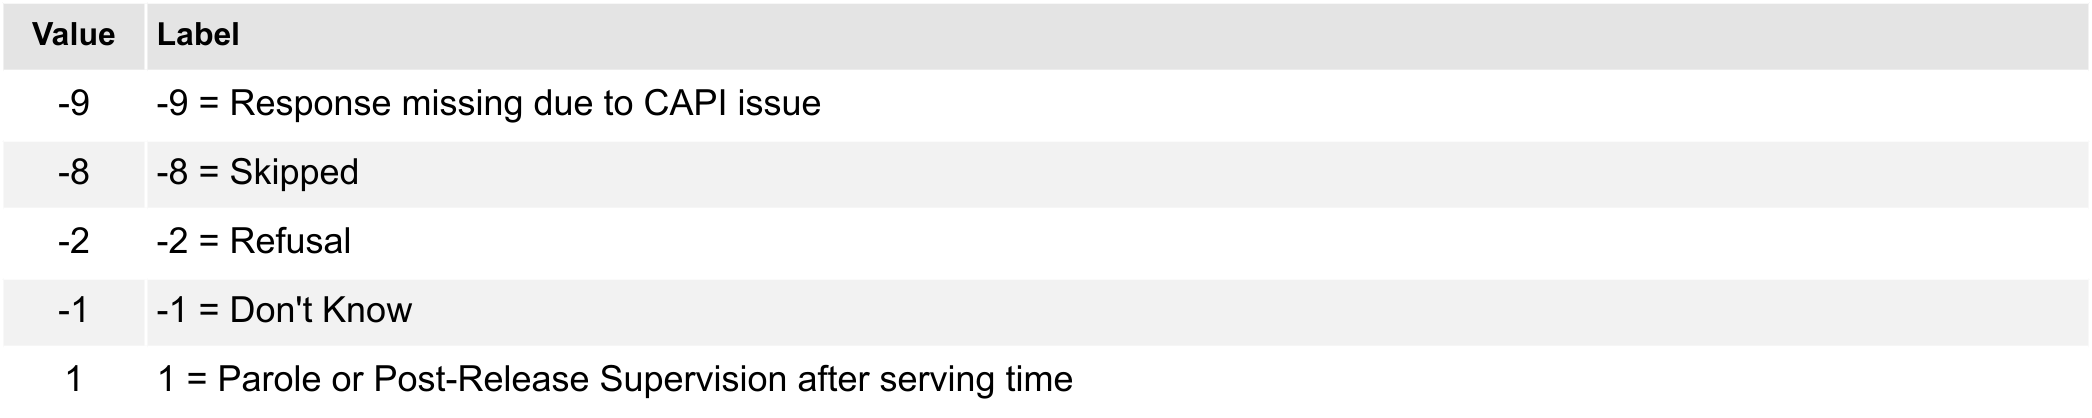 Value Label
-9 -9 = Response missing due to CAPI issue
-8 -8 = Skipped
-2 -2 = Refusal
-1 -1 = Don't Know
1 1 = Parole or Post-Release Supervision after serving time